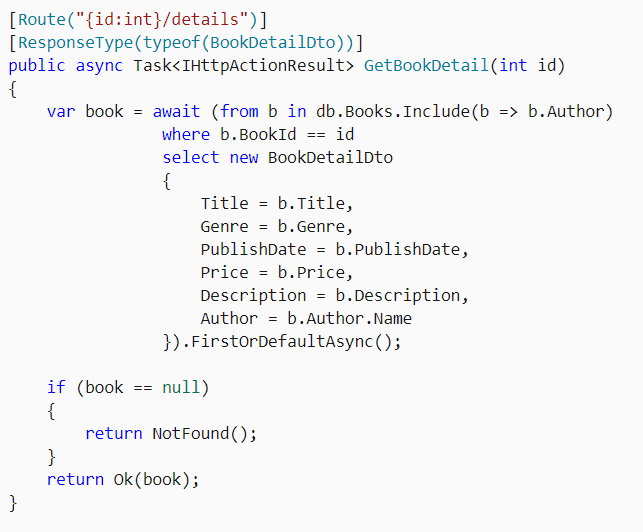 [Route("{id:int}/details")]
[ResponseType(typeof(BookDetailDto))]
public async Task<IHttpActionResult> GetBookDetail(int id)
{
    var book = await (from b in db.Books.Include(b => b.Author)
                where b.BookId == id
                select new BookDetailDto
                {
                    Title = b.Title,
                    Genre = b.Genre,
                    PublishDate = b.PublishDate,
                    Price = b.Price,
                    Description = b.Description,
                    Author = b.Author.Name
                }).FirstOrDefaultAsync();

    if (book == null)
    {
        return NotFound();
    }
    return Ok(book);
}